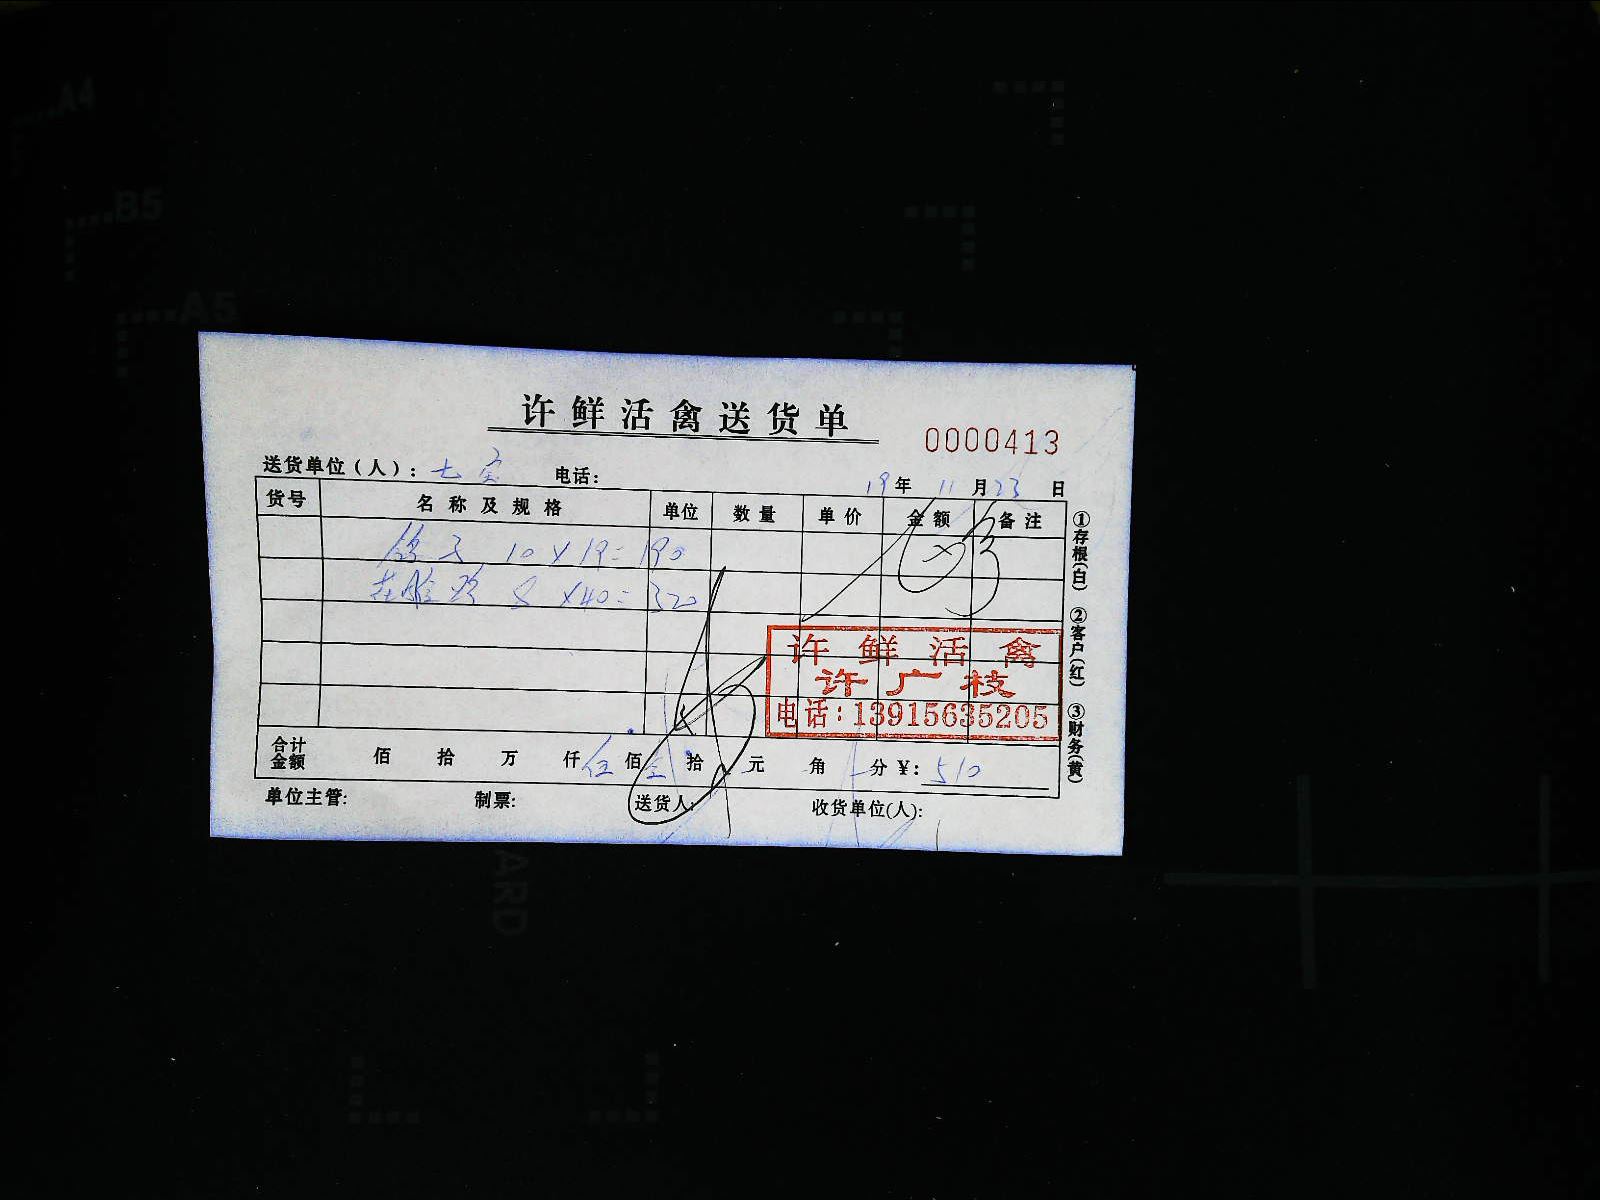 A4
B5
A5
许鲜活禽送货单
0000413
送货单位（人）：七宝 电话：
19年 11月23日
货号 名称及规格 单位 数量 单价 金额 备注
鸽子 10×19=190
8 ×40=320
许鲜活禽
许广枝
电话：13915635205
合计金额 佰 拾 万 仟 伍佰 壹拾 元 角 分 ¥：510
单位主管: 制票: 送货人: 收货单位(人):
①存根(白) ②客户(红) ③财务(黄)
ARD